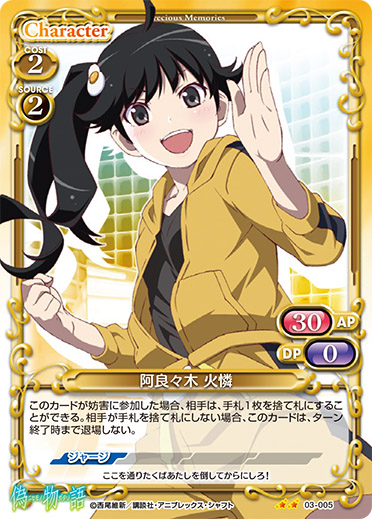 Precious Memories
Character
COST
2
SOURCE
2
30 AP
DP 0
阿良々木 火憐
このカードが妨害に参加した場合、相手は、手札1枚を捨て札にするこ
とができる。相手が手札を捨て札にしない場合、このカードは、ターン
終了時まで退場しない。
ジャージ
ここを通りたくばあたしを倒してからにしろ!
偽物語
©西尾維新/講談社・アニプレックス・シャフト
03-005